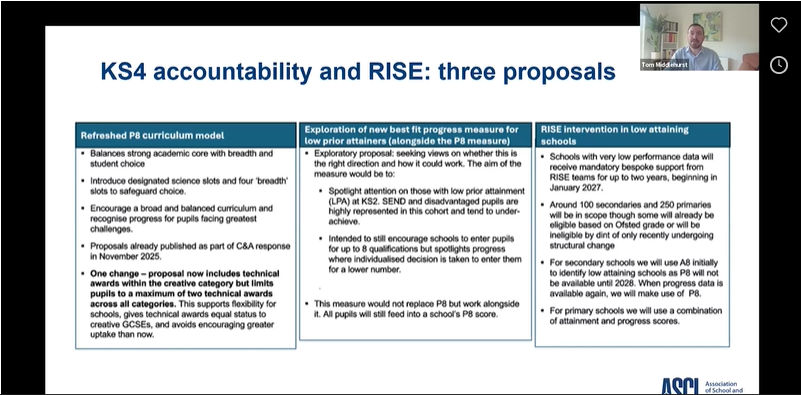 Tom Middlehurst
KS4 accountability and RISE: three proposals
Refreshed P8 curriculum model
• Balances strong academic core with breadth and
student choice
• Introduce designated science slots and four 'breadth'
slots to safeguard choice.
• Encourage a broad and balanced curriculum and
recognise progress for pupils facing greatest
challenges.
• Proposals already published as part of C&A response
in November 2025.
• One change – proposal now includes technical
awards within the creative category but limits
pupils to a maximum of two technical awards
across all categories. This supports flexibility for
schools, gives technical awards equal status to
creative GCSEs, and avoids encouraging greater
uptake than now.
Exploration of new best fit progress measure for
low prior attainers (alongside the P8 measure)
• Exploratory proposal: seeking views on whether this is
the right direction and how it could work. The aim of the
measure would be to:
• Spotlight attention on those with low prior attainment
(LPA) at KS2. SEND and disadvantaged pupils are
highly represented in this cohort and tend to under-
achieve.
• Intended to still encourage schools to enter pupils
for up to 8 qualifications but spotlights progress
where individualised decision is taken to enter them
for a lower number.
• This measure would not replace P8 but work alongside
it. All pupils will still feed into a school's P8 score.
RISE intervention in low attaining
schools
• Schools with very low performance data will
receive mandatory bespoke support from
RISE teams for up to two years, beginning in
January 2027.
• Around 100 secondaries and 250 primaries
will be in scope though some will already be
eligible based on Ofsted grade or will be
ineligible by dint of only recently undergoing
structural change
• For secondary schools we will use A8 initially
to identify low attaining schools as P8 will not
be available until 2028. When progress data is
available again, we will make use of P8.
• For primary schools we will use a combination
of attainment and progress scores.
ASCL
Association
of School and